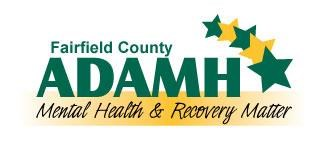 Fairfield County
ADAMH
Mental Health & Recovery Matter